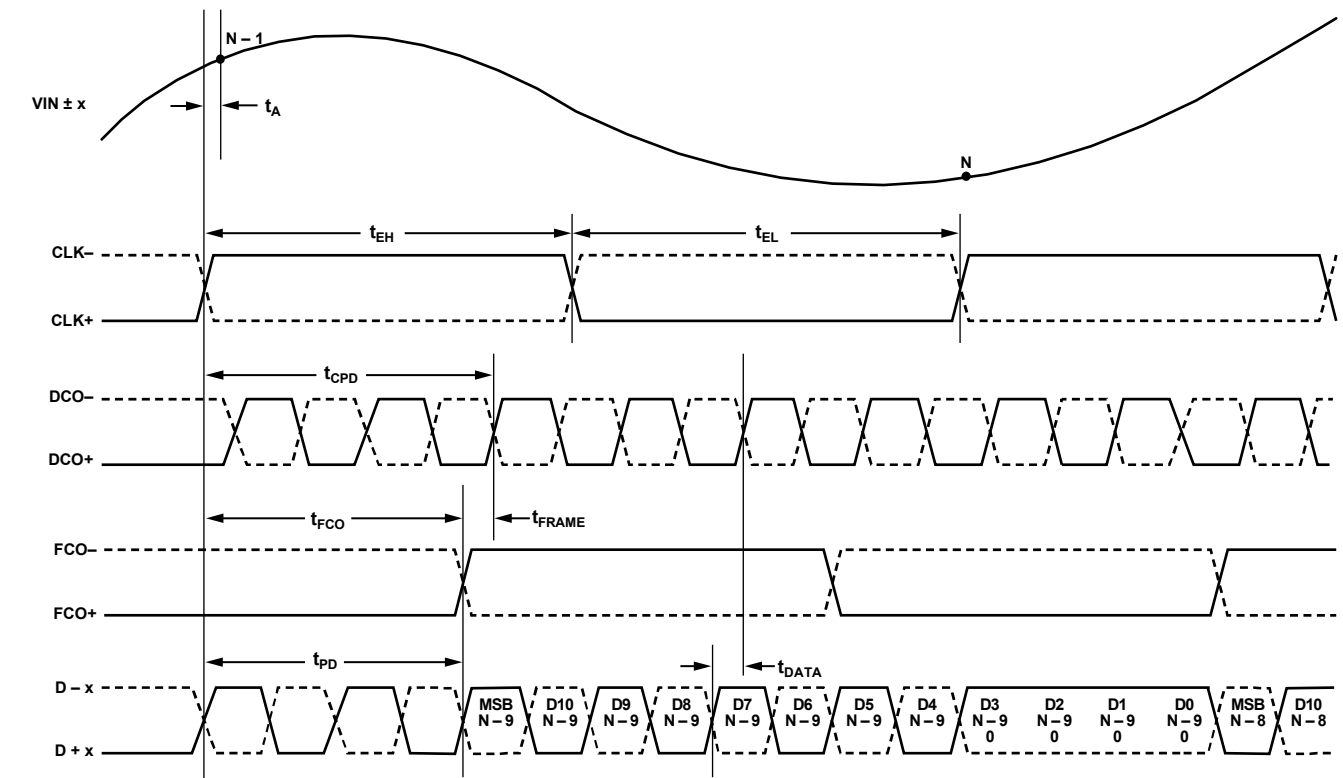 N – 1
VIN ± x
tA
N
tEH
tEL
CLK–
CLK+
tCPD
DCO–
DCO+
tFCO
tFRAME
FCO–
FCO+
tPD
tDATA
D – x
MSB D10 D9 D8 D7 D6 D5 D4 D3 D2 D1 D0 MSB D10
N – 9 N – 9 N – 9 N – 9 N – 9 N – 9 N – 9 N – 9 N – 9 N – 9 N – 9 N – 9 N – 8 N – 8
0 0 0 0
D + x